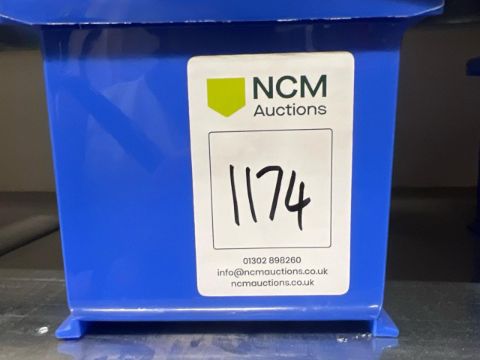 NCM
Auctions
1174
01302 898260
info@ncmauctions.co.uk
ncmauctions.co.uk